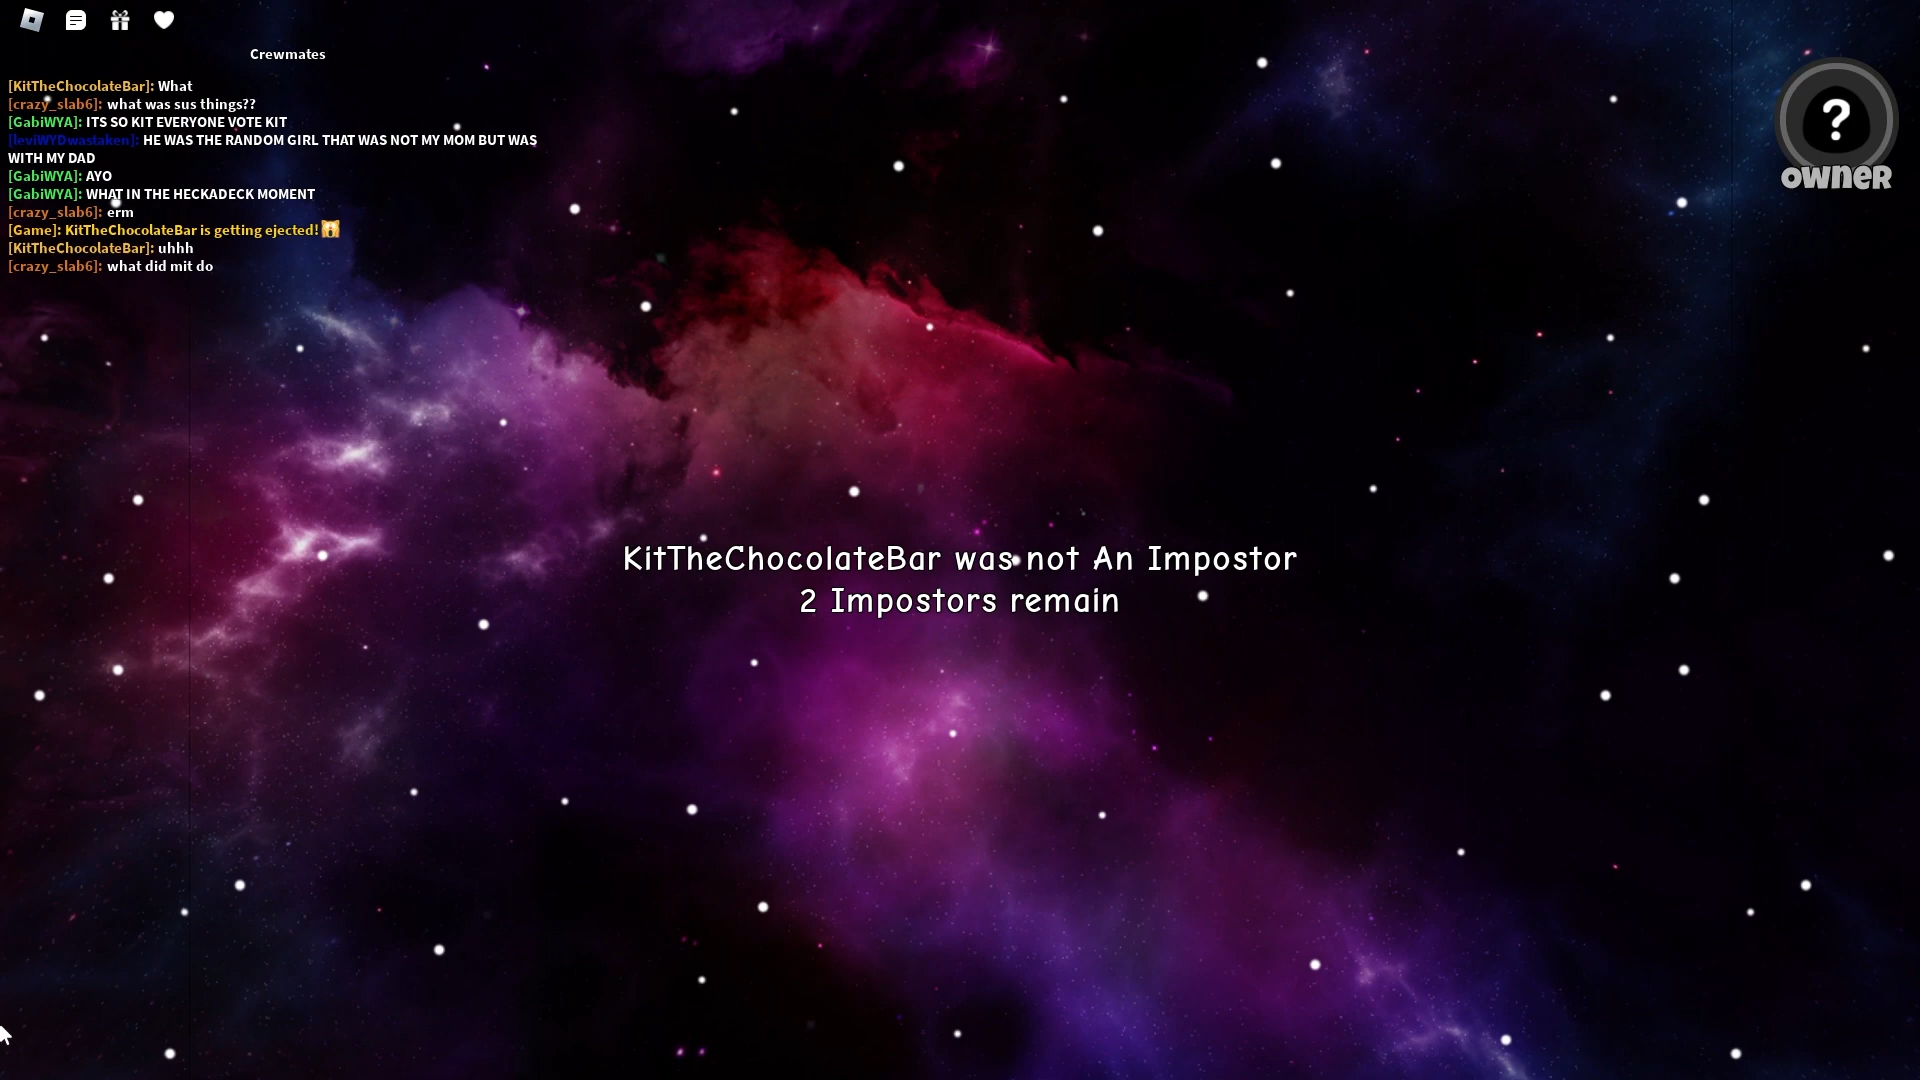 Crewmates
[KitTheChocolateBar]: What
[crazy_slab6]: what was sus things??
[GabiWYA]: ITS SO KIT EVERYONE VOTE KIT
[leviWYDwastaken]: HE WAS THE RANDOM GIRL THAT WAS NOT MY MOM BUT WAS
WITH MY DAD
[GabiWYA]: AYO
[GabiWYA]: WHAT IN THE HECKADECK MOMENT
[crazy_slab6]: erm
[Game]: KitTheChocolateBar is getting ejected!🙀
[KitTheChocolateBar]: uhhh
[crazy_slab6]: what did mit do
?
OWNER
KitTheChocolateBar was not An Impostor
2 Impostors remain